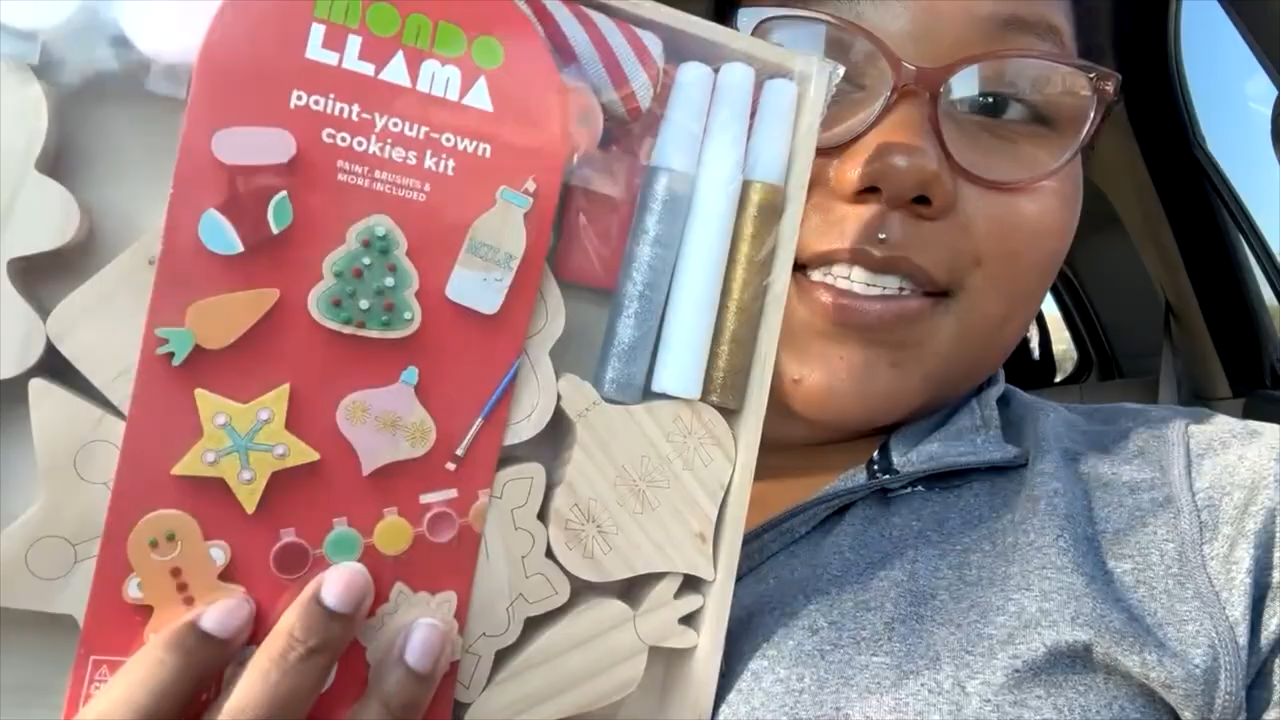 MONDO
LLAMA
paint-your-own
cookies kit
PAINT, BRUSHES &
MORE INCLUDED
MILK